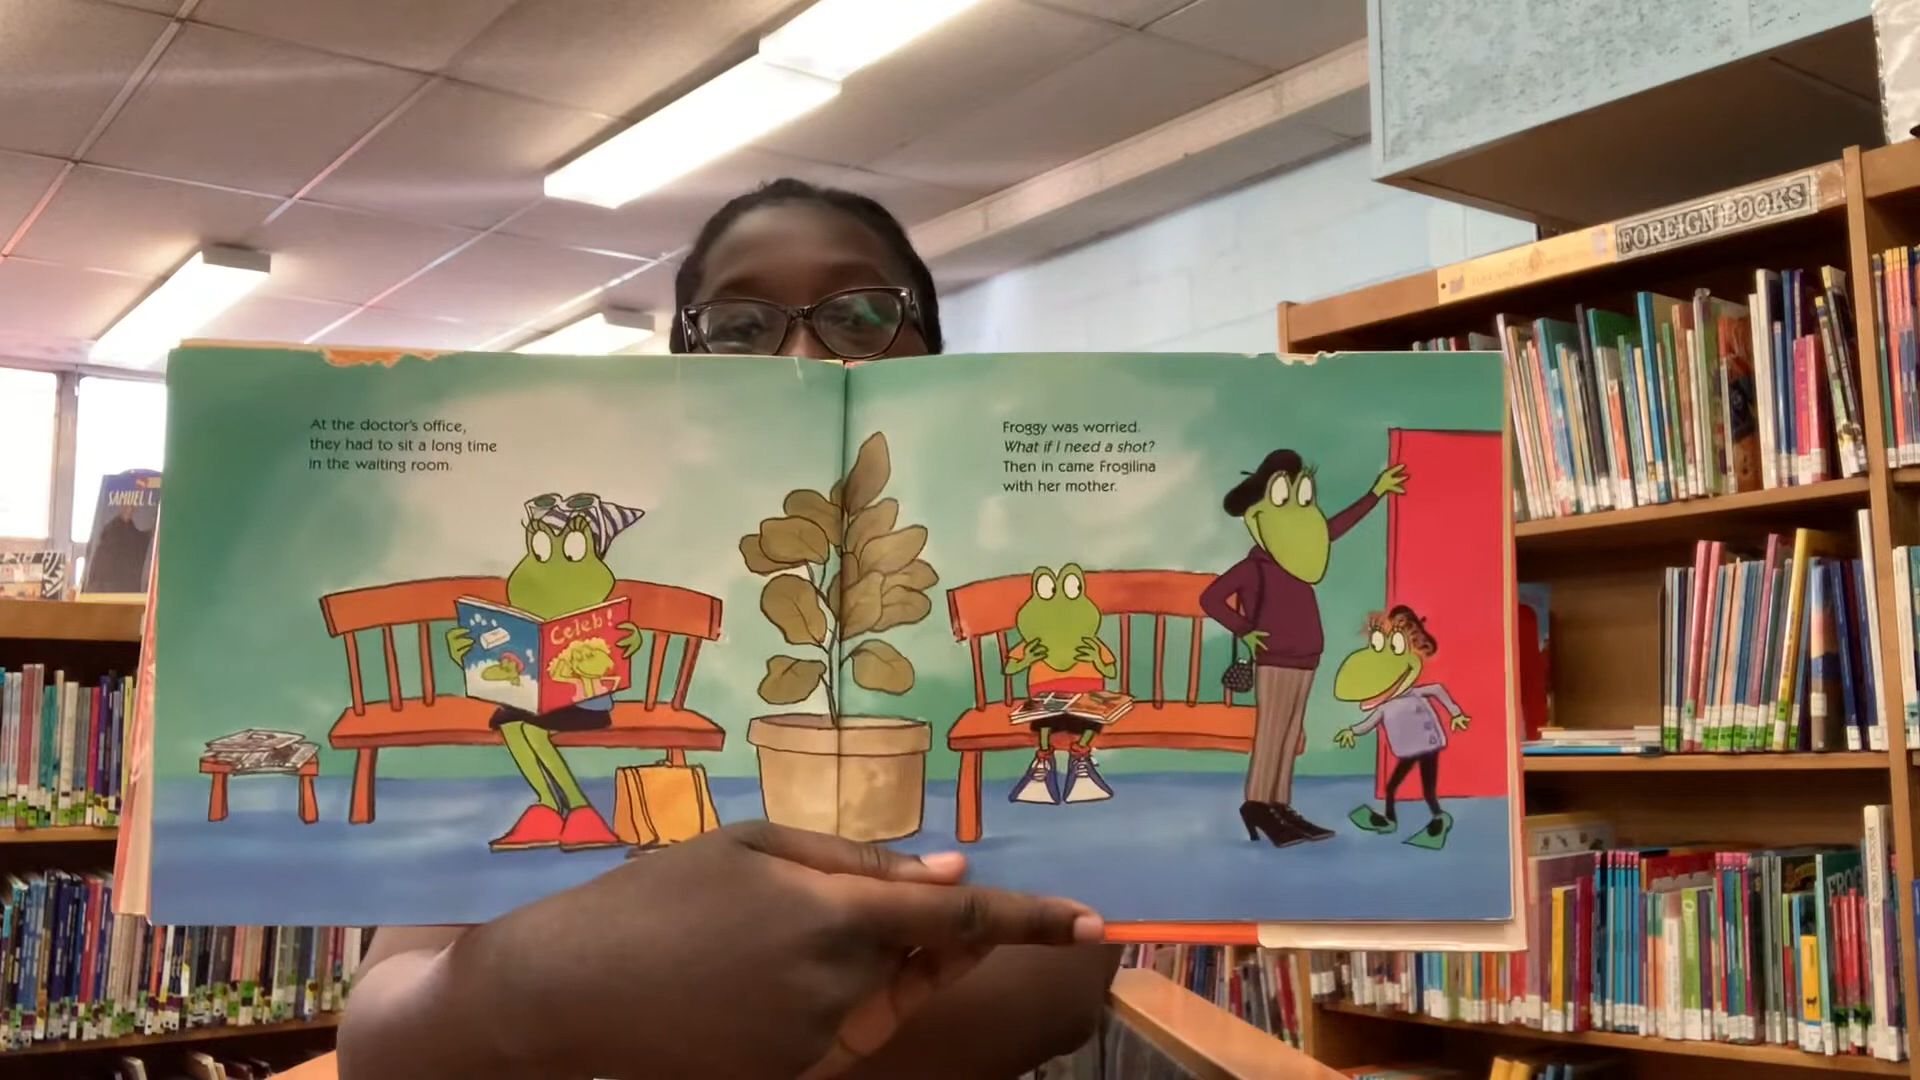 FOREIGN BOOKS
SAMUEL L.
At the doctor's office,
they had to sit a long time
in the waiting room.
Froggy was worried.
What if I need a shot?
Then in came Frogilina
with her mother.
Celeb!